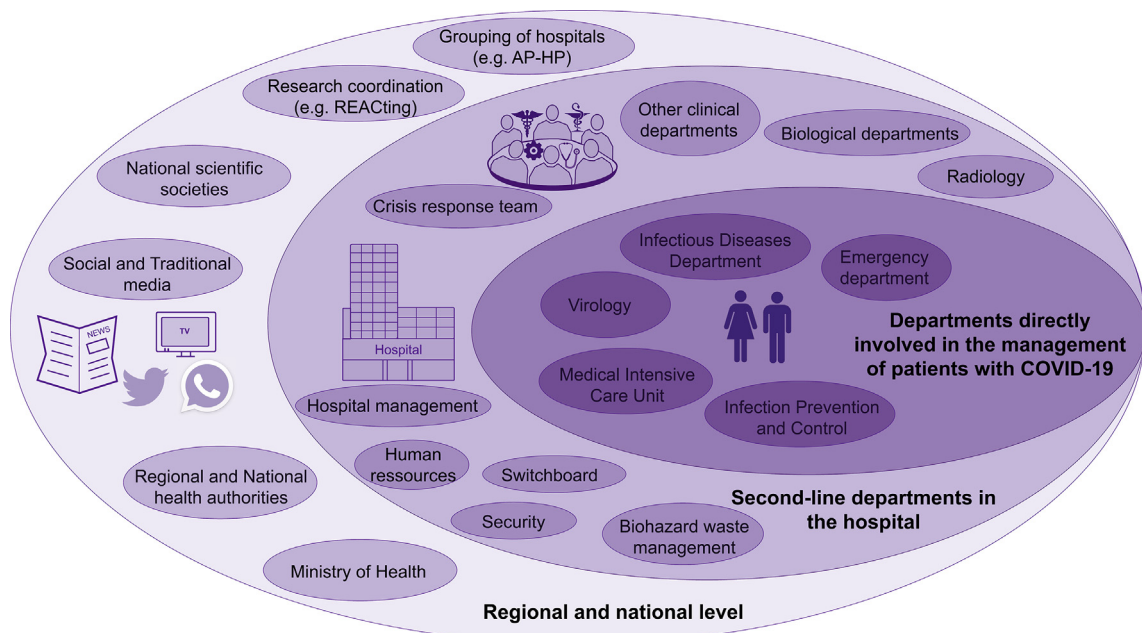 Grouping of hospitals
(e.g. AP-HP)
Research coordination
(e.g. REACting)
Other clinical
departments
Biological departments
National scientific
societies
Radiology
Crisis response team
Infectious Diseases
Department
Emergency
department
Social and Traditional
media
Virology
NEWS
TV
Hospital
Departments directly
involved in the management
of patients with COVID-19
Medical Intensive
Care Unit
Hospital management
Infection Prevention
and Control
Human
ressources
Switchboard
Regional and National
health authorities
Second-line departments in
the hospital
Security
Biohazard waste
management
Ministry of Health
Regional and national level